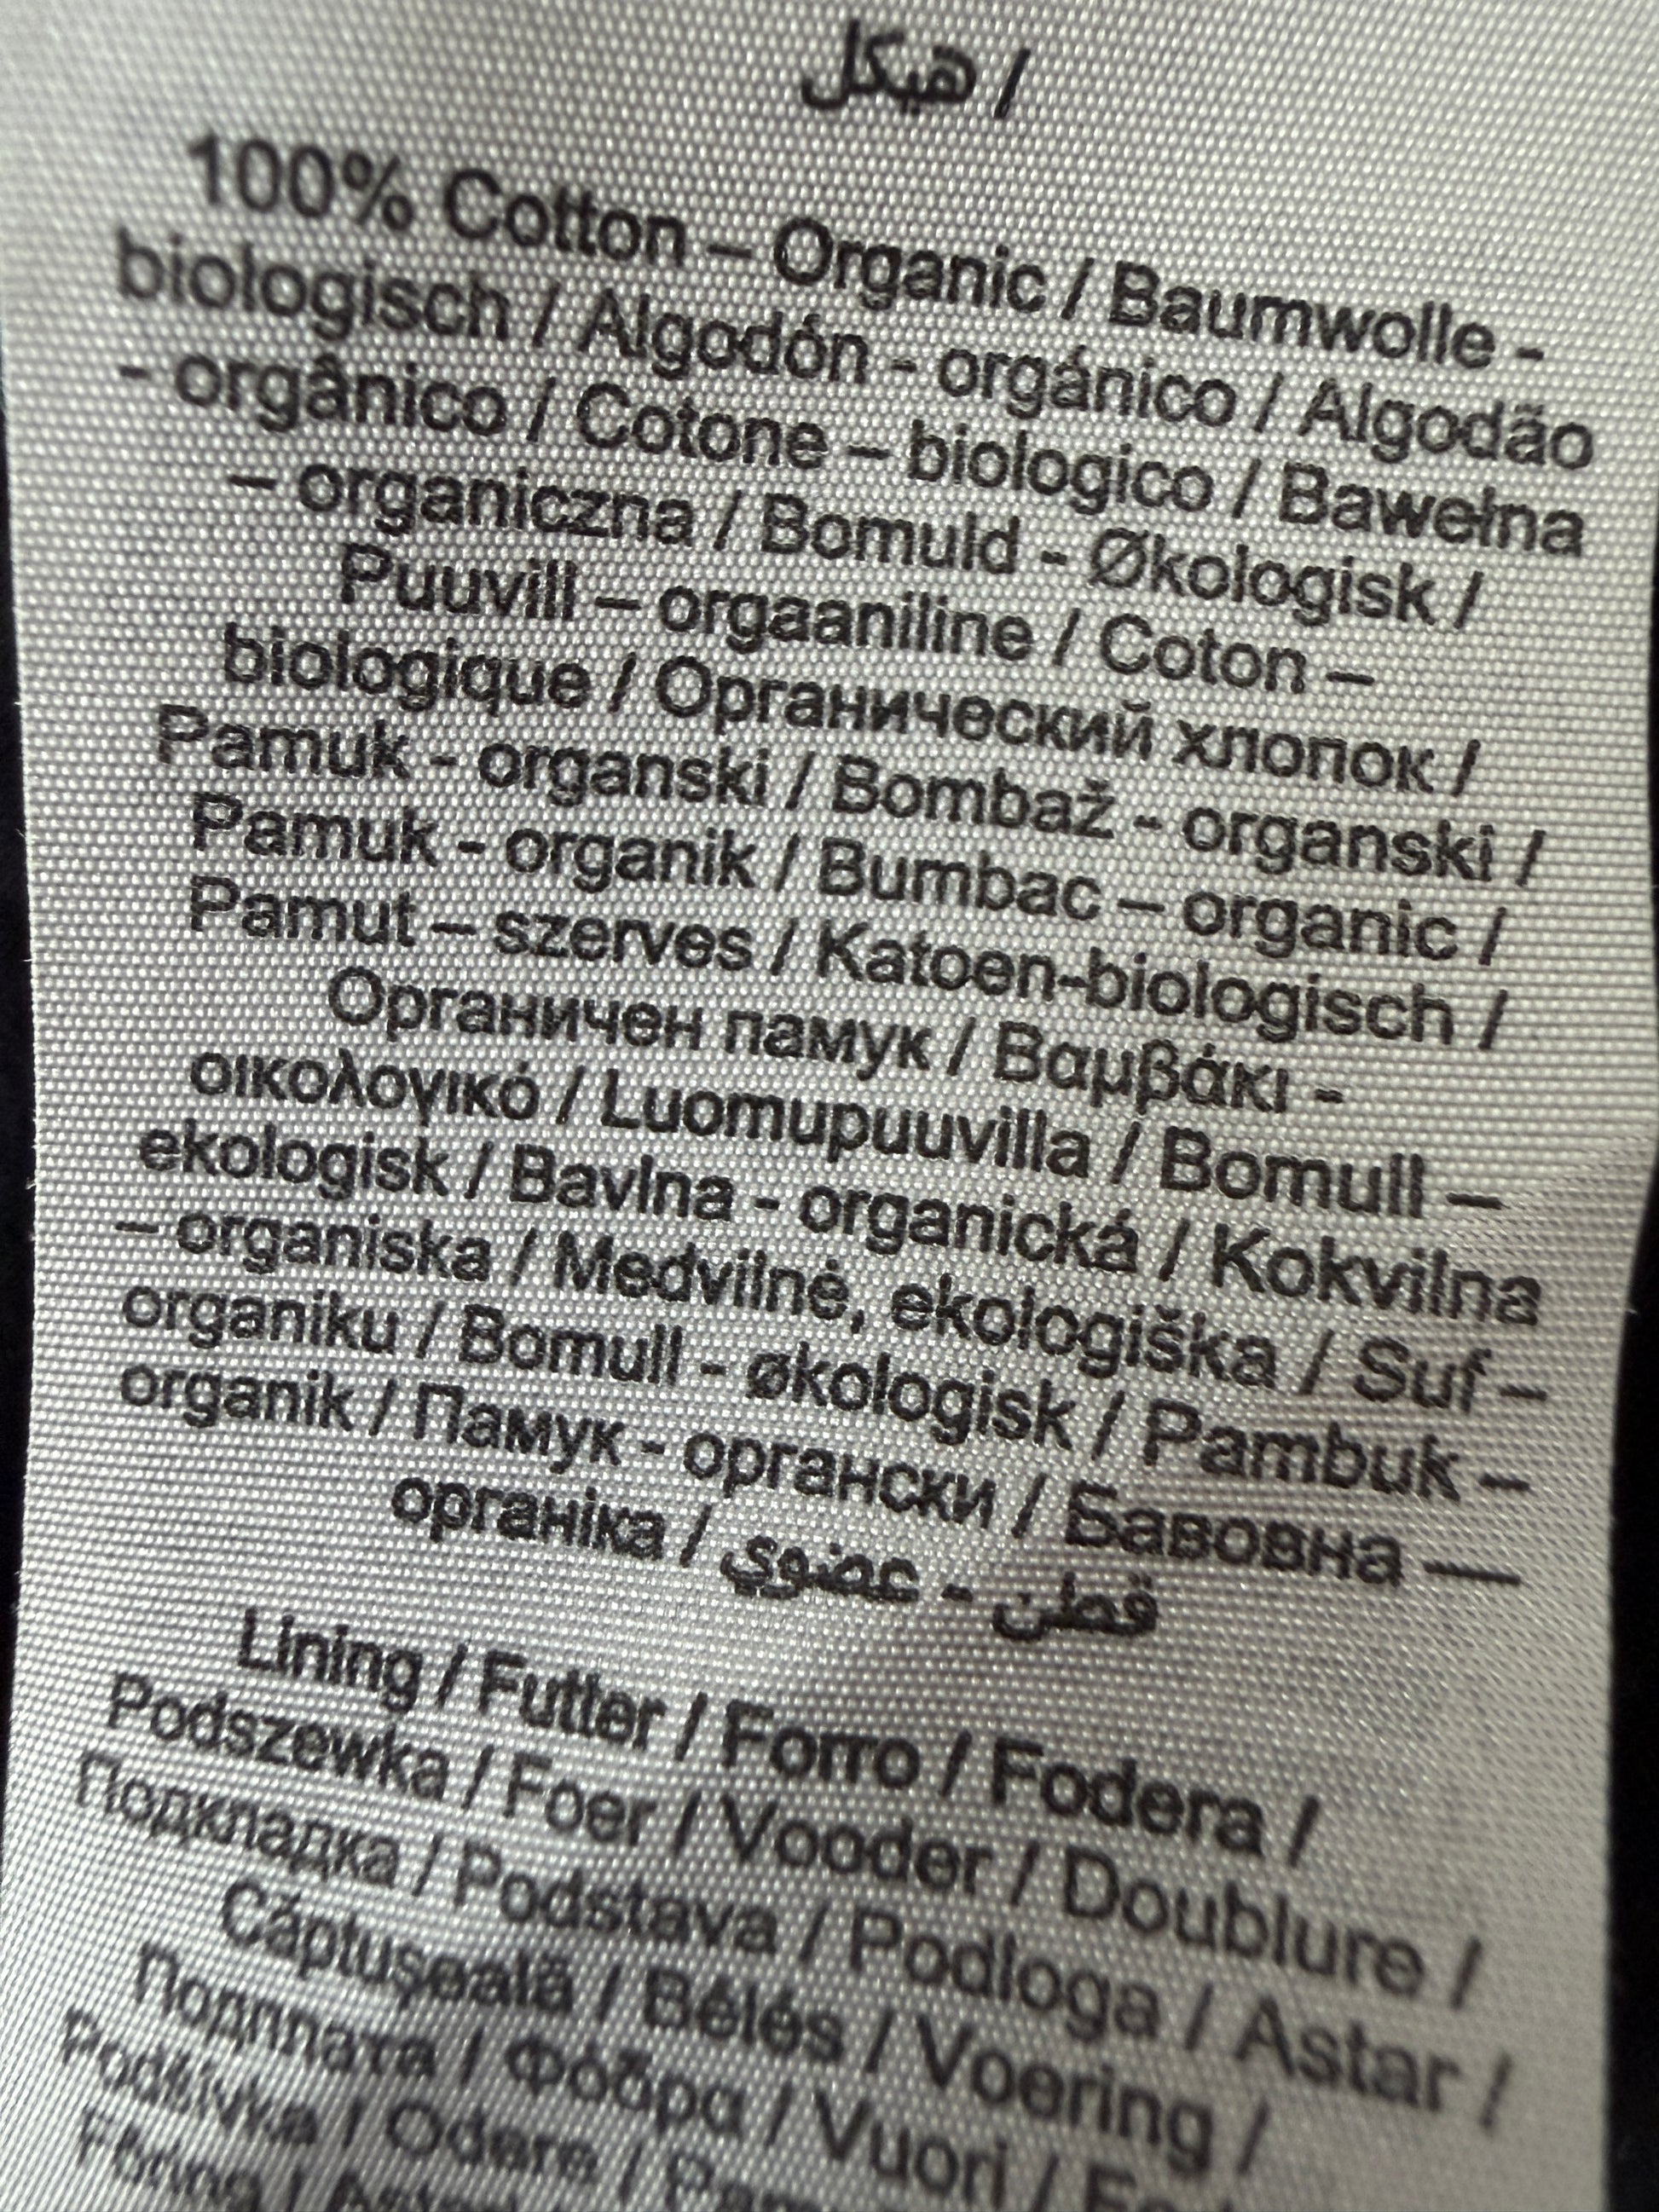 هيكل /
100% Cotton – Organic / Baumwolle -
biologisch / Algodón - orgánico / Algodão
- orgânico / Cotone – biologico / Bawełna
– organiczna / Bomuld - Økologisk /
Puuvill – orgaaniline / Coton –
biologique / Органический хлопок /
Pamuk - organski / Bombaž - organski /
Pamuk - organik / Bumbac – organic /
Pamut – szerves / Katoen-biologisch /
Органичен памук / Βαμβάκι -
οικολογικό / Luomupuuvilla / Bomull –
ekologisk / Bavlna - organická / Kokvilna
– organiska / Medvilnė, ekologiška / Suf –
organiku / Bomull - økologisk / Pambuk –
organik / Памук - органски / Бавовна —
органіка / قطن - عضوي
Lining / Futter / Forro / Fodera /
Podszewka / Foer / Vooder / Doublure /
Подкладка / Podstava / Podloga / Astar /
Căptuşeală / Bélés / Voering /
Подплата / Φόδρα / Vuori /
Podšívka / Odere /